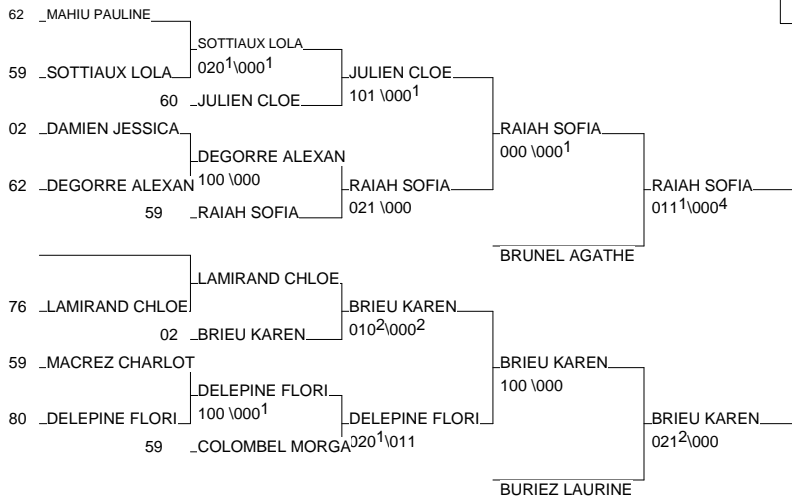 62 MAHIU PAULINE
SOTTIAUX LOLA
020¹\000¹
59 SOTTIAUX LOLA
JULIEN CLOE
101 \000¹
60 JULIEN CLOE
02 DAMIEN JESSICA
RAIAH SOFIA
000 \000¹
DEGORRE ALEXAN
100 \000
62 DEGORRE ALEXAN
RAIAH SOFIA
021 \000
RAIAH SOFIA
011¹\000⁴
59 RAIAH SOFIA
BRUNEL AGATHE
LAMIRAND CHLOE
76 LAMIRAND CHLOE
BRIEU KAREN
010²\000²
02 BRIEU KAREN
59 MACREZ CHARLOT
BRIEU KAREN
100 \000
DELEPINE FLORI
100 \000¹
80 DELEPINE FLORI
DELEPINE FLORI
020¹\011
BRIEU KAREN
021²\000
59 COLOMBEL MORGA
BURIEZ LAURINE